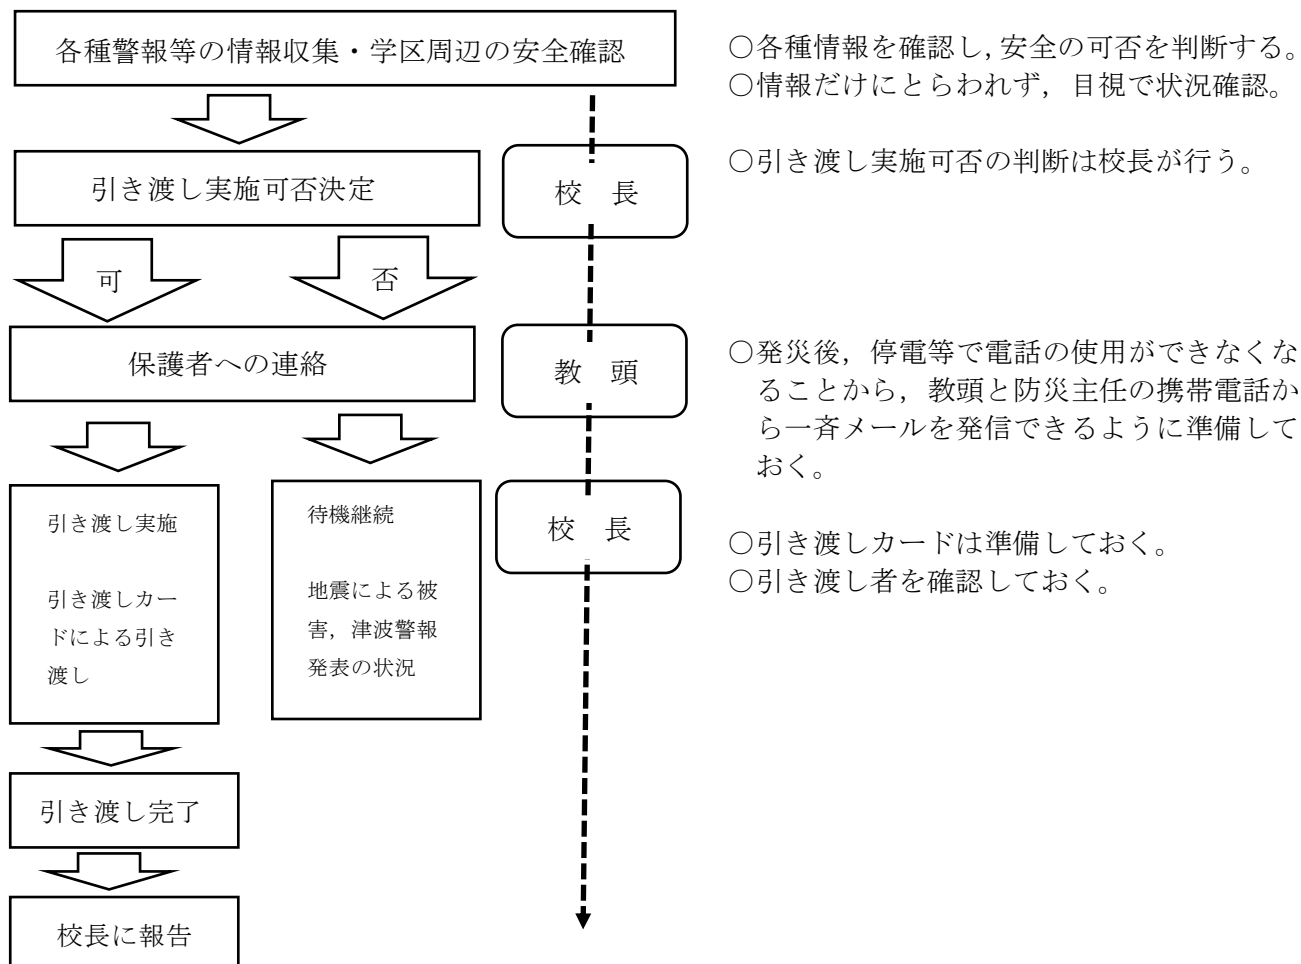 各種警報等の情報収集・学区周辺の安全確認
○各種情報を確認し,安全の可否を判断する。
○情報だけにとらわれず，目視で状況確認。
引き渡し実施可否決定
校　長
○引き渡し実施可否の判断は校長が行う。
可
否
保護者への連絡
教　頭
○発災後，停電等で電話の使用ができなくな
ることから，教頭と防災主任の携帯電話か
ら一斉メールを発信できるように準備して
おく。
引き渡し実施
引き渡しカー
ドによる引き
渡し
待機継続
地震による被
害，津波警報
発表の状況
校　長
○引き渡しカードは準備しておく。
○引き渡し者を確認しておく。
引き渡し完了
校長に報告